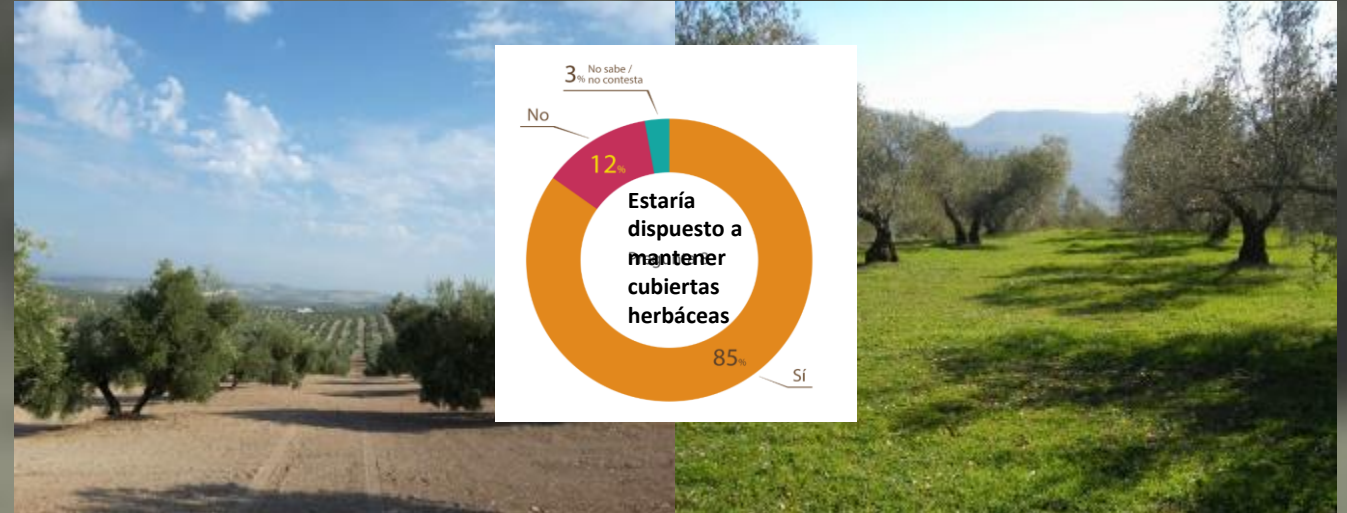 3% No sabe /
no contesta
No
12%
Estaría
dispuesto a
mantener
cubiertas
herbáceas
85%
Sí